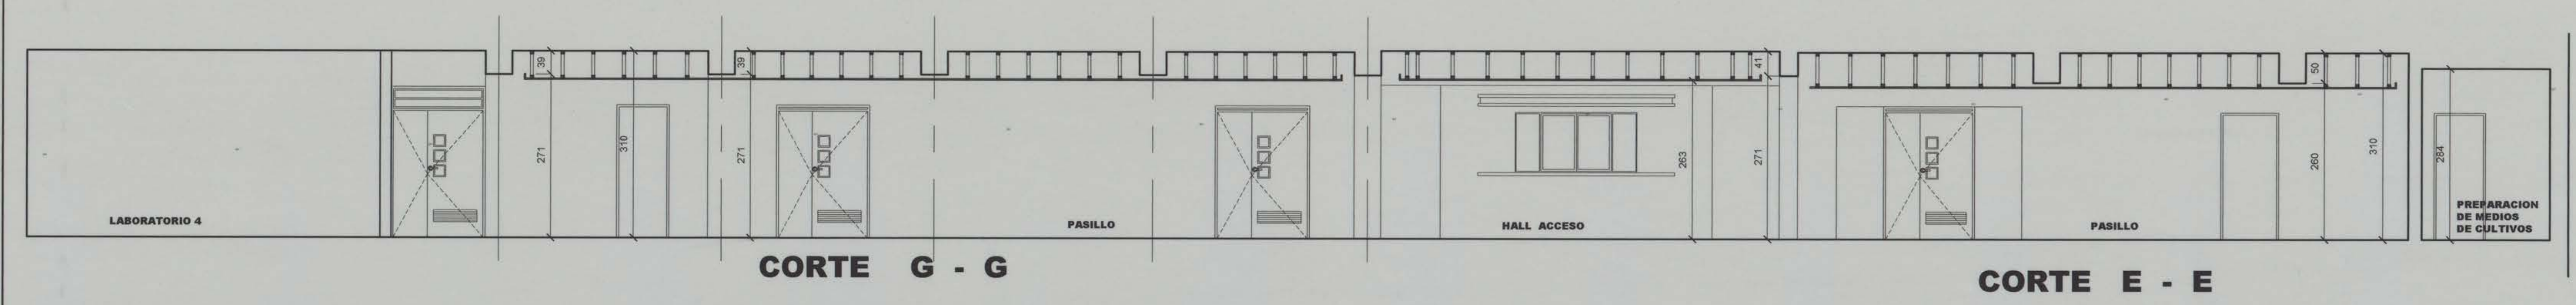 39
39
41
50
271
310
271
263
271
260
310
284
LABORATORIO 4
PASILLO
HALL ACCESO
PASILLO
PREPARACION
DE MEDIOS
DE CULTIVOS
CORTE G - G
CORTE E - E